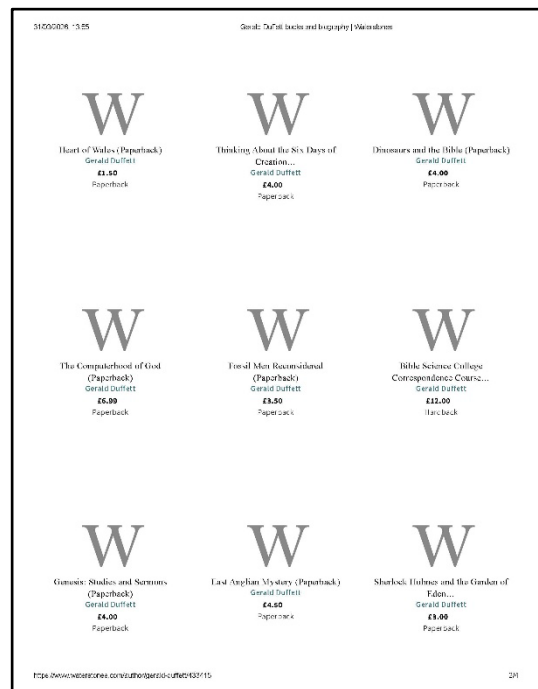 31/03/2026, 13:55
Gerald Duffett books and biography | Waterstones
W
W
W
Heart of Wales (Paperback)
Gerald Duffett
£1.50
Paperback
Thinking About the Six Days of
Creation...
Gerald Duffett
£4.00
Paperback
Dinosaurs and the Bible (Paperback)
Gerald Duffett
£4.00
Paperback
W
W
W
The Computerhood of God
(Paperback)
Gerald Duffett
£6.99
Paperback
Fossil Men Reconsidered
(Paperback)
Gerald Duffett
£3.50
Paperback
Bible Science College
Correspondence Course...
Gerald Duffett
£12.00
Hardback
W
W
W
Genesis: Studies and Sermons
(Paperback)
Gerald Duffett
£4.00
Paperback
East Anglian Mystery (Paperback)
Gerald Duffett
£4.50
Paperback
Sherlock Holmes and the Garden of
Eden...
Gerald Duffett
£3.00
Paperback
2/4